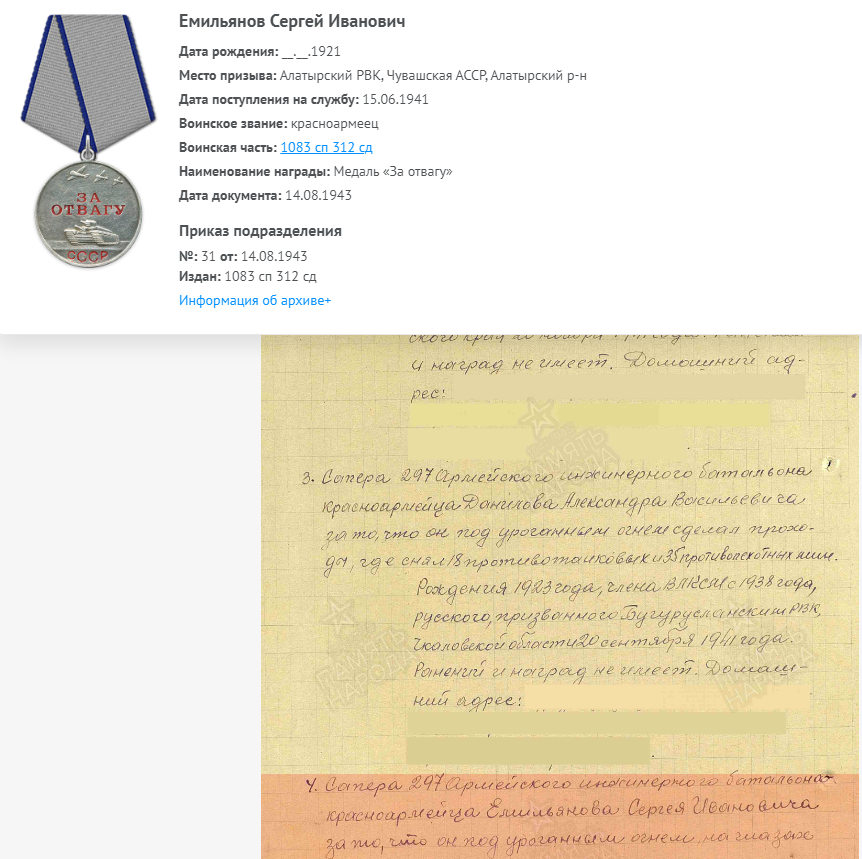 Емильянов Сергей Иванович
Дата рождения: __.__.1921
Место призыва: Алатырский РВК, Чувашская АССР, Алатырский р-н
Дата поступления на службу: 15.06.1941
Воинское звание: красноармеец
Воинская часть: 1083 сп 312 сд
Наименование награды: Медаль «За отвагу»
Дата документа: 14.08.1943
ЗА
ОТВАГУ
СССР
Приказ подразделения
№: 31 от: 14.08.1943
Издан: 1083 сп 312 сд
Информация об архиве+
и наград не имеет. Домашний ад-
рес:
ПАМЯТЬ
3. Сапера 297 Армейского инжинерного батальона
красноармейца Данилова Александра Васильевича
за то, что он под ураганным огнем сделал прохо-
ды, где снял 18 противотанковых и 35 противопехотных мин.
Рождения 1923 года, члена ВЛКСМ с 1938 года,
русского, призванного Бугурусланским РВК,
Чкаловской области 20 сентября 1941 года.
Ранений и наград не имеет. Домаш-
ний адрес:
ПАМЯТЬ
НАРОДА
ПАМЯТЬ
НАРОДА
4. Сапера 297 Армейского инжинерного батальона
красноармейца Емильянова Сергея Ивановича
за то, что он под ураганным огнем на глазах